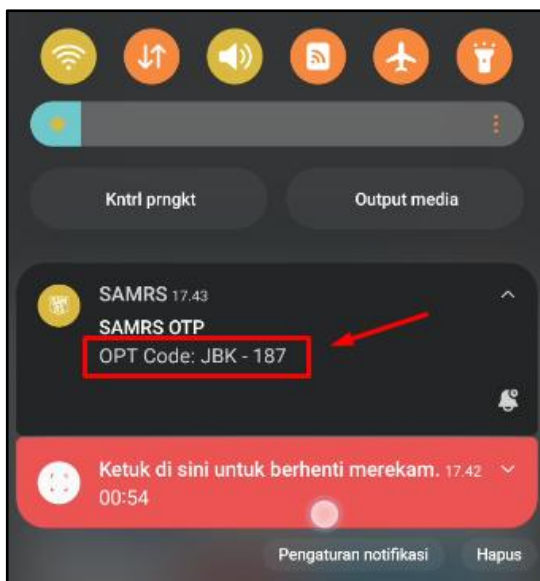 Kntrl prngkt
Output media
SAMRS 17.43
SAMRS OTP
OPT Code: JBK - 187
Ketuk di sini untuk berhenti merekam. 17.42
00:54
Pengaturan notifikasi
Hapus